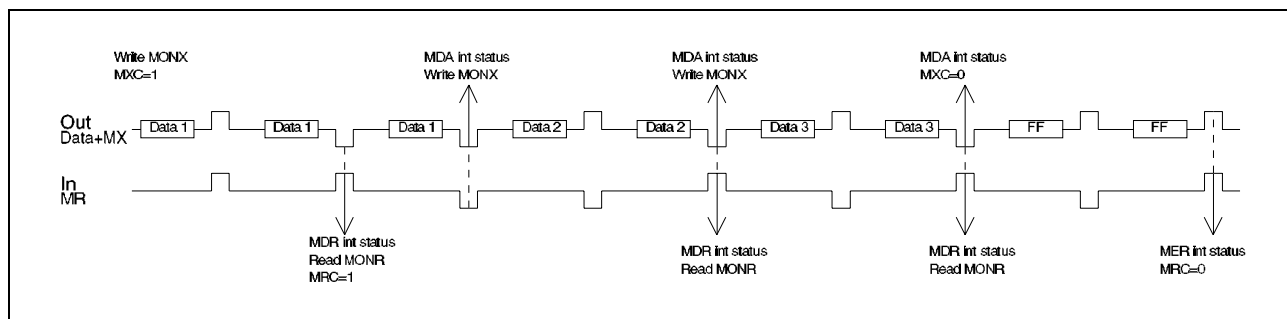 Write MONX
MXC=1
MDA int status
Write MONX
MDA int status
Write MONX
MDA int status
MXC=0
Out
Data+MX
Data 1
Data 1
Data 1
Data 2
Data 2
Data 3
Data 3
FF
FF
In
MR
MDR int status
Read MONR
MRC=1
MDR int status
Read MONR
MDR int status
Read MONR
MER int status
MRC=0